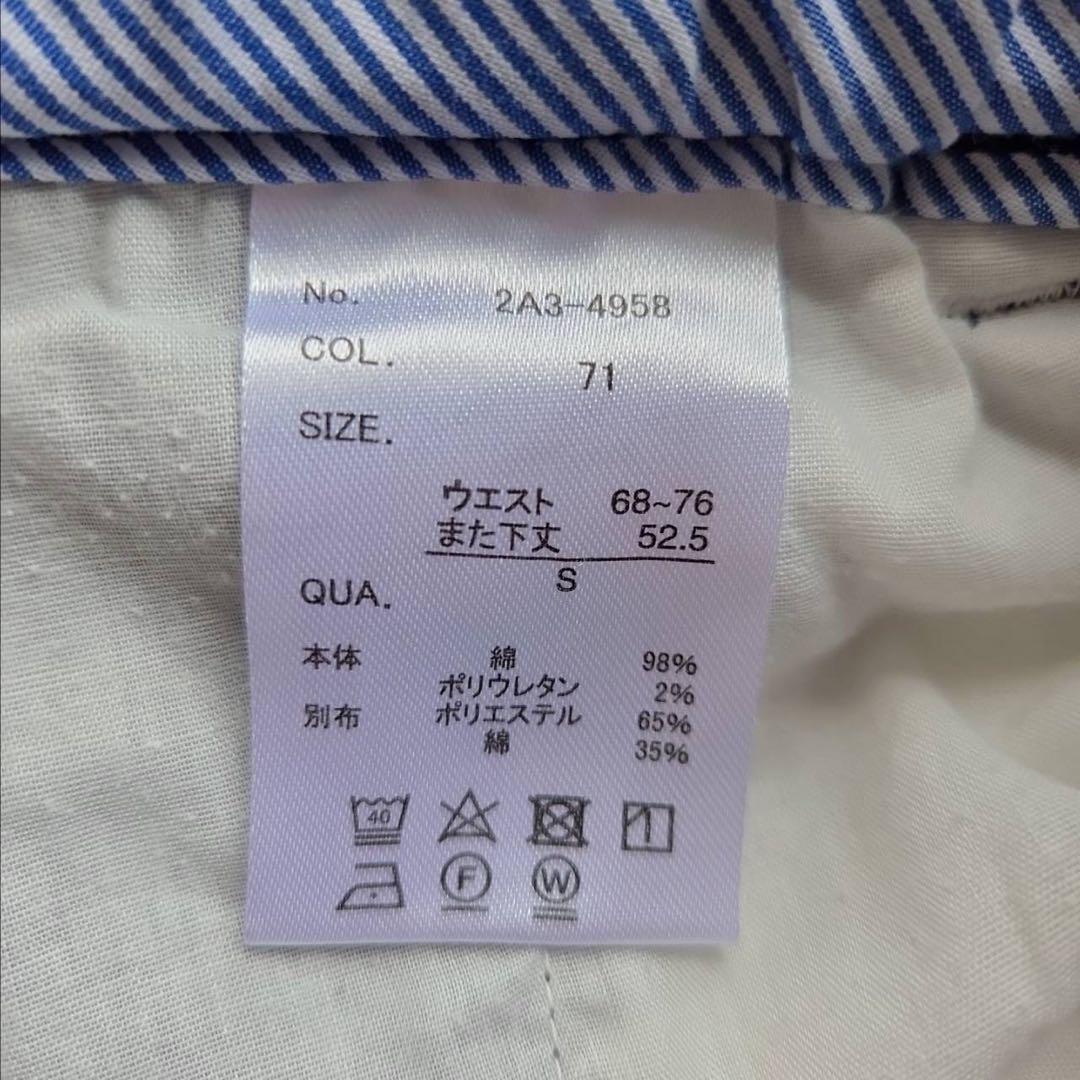 No. 2A3-4958
COL. 71
SIZE.
ウエスト 68~76
また下丈 52.5
S
QUA.
本体 綿 98%
ポリウレタン 2%
別布 ポリエステル 65%
綿 35%
40
F W